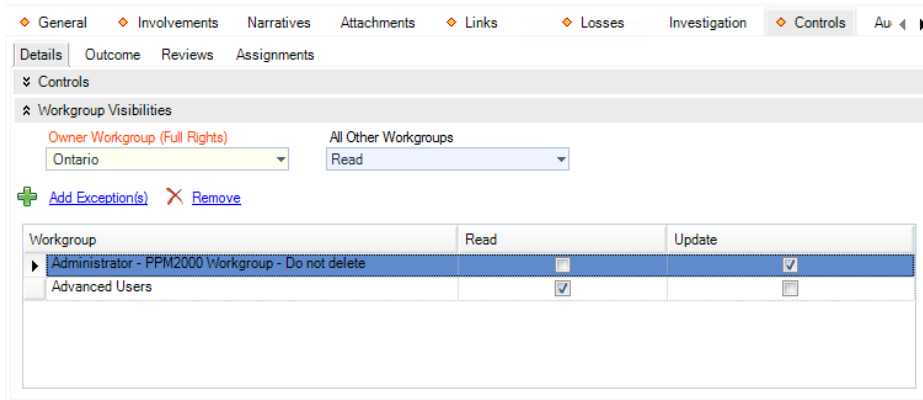 General Involvements Narratives Attachments Links Losses Investigation Controls
Details Outcome Reviews Assignments
Controls
Workgroup Visibilities
Owner Workgroup (Full Rights) All Other Workgroups
Ontario Read
Add Exception(s) Remove
Workgroup Read Update
Administrator - PPM2000 Workgroup - Do not delete
Advanced Users